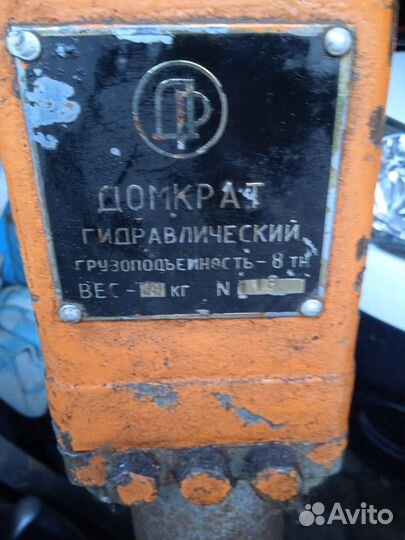 ДОМКРАТ
ГИДРАВЛИЧЕСКИЙ
ГРУЗОПОДЪЕМНОСТЬ-8 ТН
ВЕС- КГ N
Avito